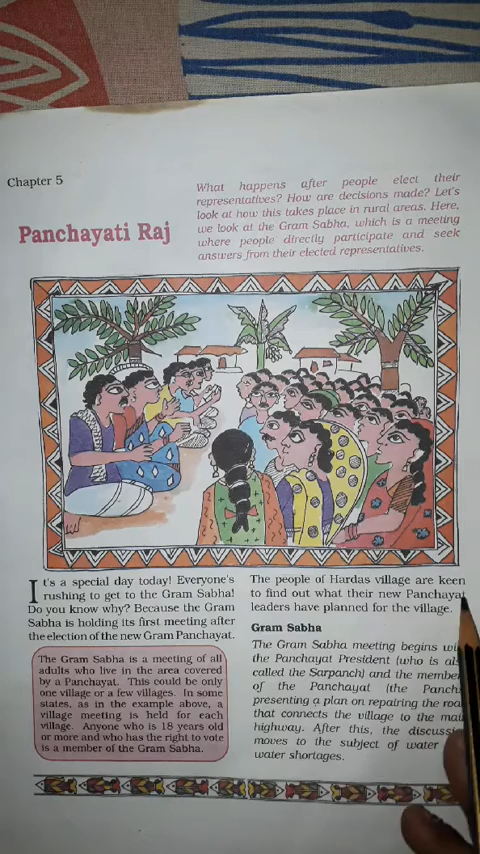 Chapter 5
Panchayati Raj
What happens after people elect their
representatives? How are decisions made? Let's
look at how this takes place in rural areas. Here,
we look at the Gram Sabha, which is a meeting
where people directly participate and seek
answers from their elected representatives.
It's a special day today! Everyone's
rushing to get to the Gram Sabha!
Do you know why? Because the Gram
Sabha is holding its first meeting after
the election of the new Gram Panchayat.
The Gram Sabha is a meeting of all
adults who live in the area covered
by a Panchayat. This could be only
one village or a few villages. In some
states, as in the example above, a
village meeting is held for each
village. Anyone who is 18 years old
or more and who has the right to vote
is a member of the Gram Sabha.
The people of Hardas village are keen
to find out what their new Panchayat
leaders have planned for the village.
Gram Sabha
The Gram Sabha meeting begins
the Panchayat President (who is
called the Sarpanch) and the
of the Panchayat (the
presenting a plan on repairing the
that connects the village to the
highway. After this, the
moves to the subject of water
water shortages.